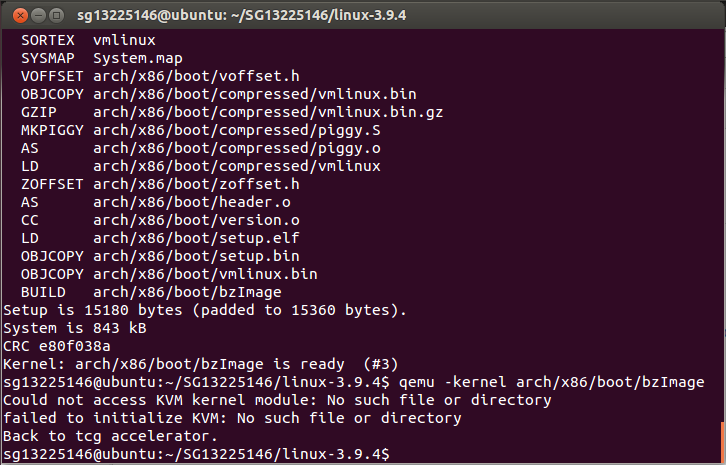 sg13225146@ubuntu: ~/SG13225146/linux-3.9.4
SORTEX vmlinux
SYSMAP System.map
VOFFSET arch/x86/boot/voffset.h
OBJCOPY arch/x86/boot/compressed/vmlinux.bin
GZIP arch/x86/boot/compressed/vmlinux.bin.gz
MKPIGGY arch/x86/boot/compressed/piggy.S
AS arch/x86/boot/compressed/piggy.o
LD arch/x86/boot/compressed/vmlinux
ZOFFSET arch/x86/boot/zoffset.h
AS arch/x86/boot/header.o
CC arch/x86/boot/version.o
LD arch/x86/boot/setup.elf
OBJCOPY arch/x86/boot/setup.bin
OBJCOPY arch/x86/boot/vmlinux.bin
BUILD arch/x86/boot/bzImage
Setup is 15180 bytes (padded to 15360 bytes).
System is 843 kB
CRC e80f038a
Kernel: arch/x86/boot/bzImage is ready (#3)
sg13225146@ubuntu:~/SG13225146/linux-3.9.4$ qemu -kernel arch/x86/boot/bzImage
Could not access KVM kernel module: No such file or directory
failed to initialize KVM: No such file or directory
Back to tcg accelerator.
sg13225146@ubuntu:~/SG13225146/linux-3.9.4$